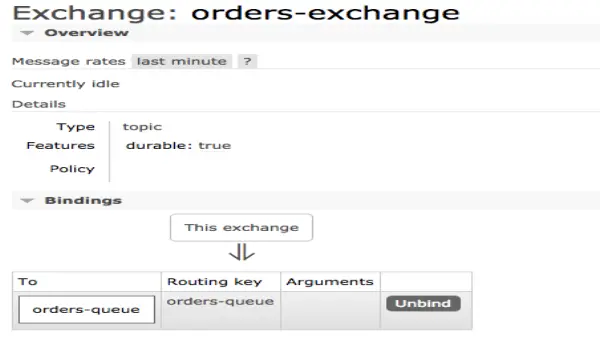 Exchange: orders-exchange
Overview
Message rates last minute ?
Currently idle
Details
Type topic
Features durable: true
Policy
Bindings
This exchange
To Routing key Arguments
orders-queue orders-queue Unbind